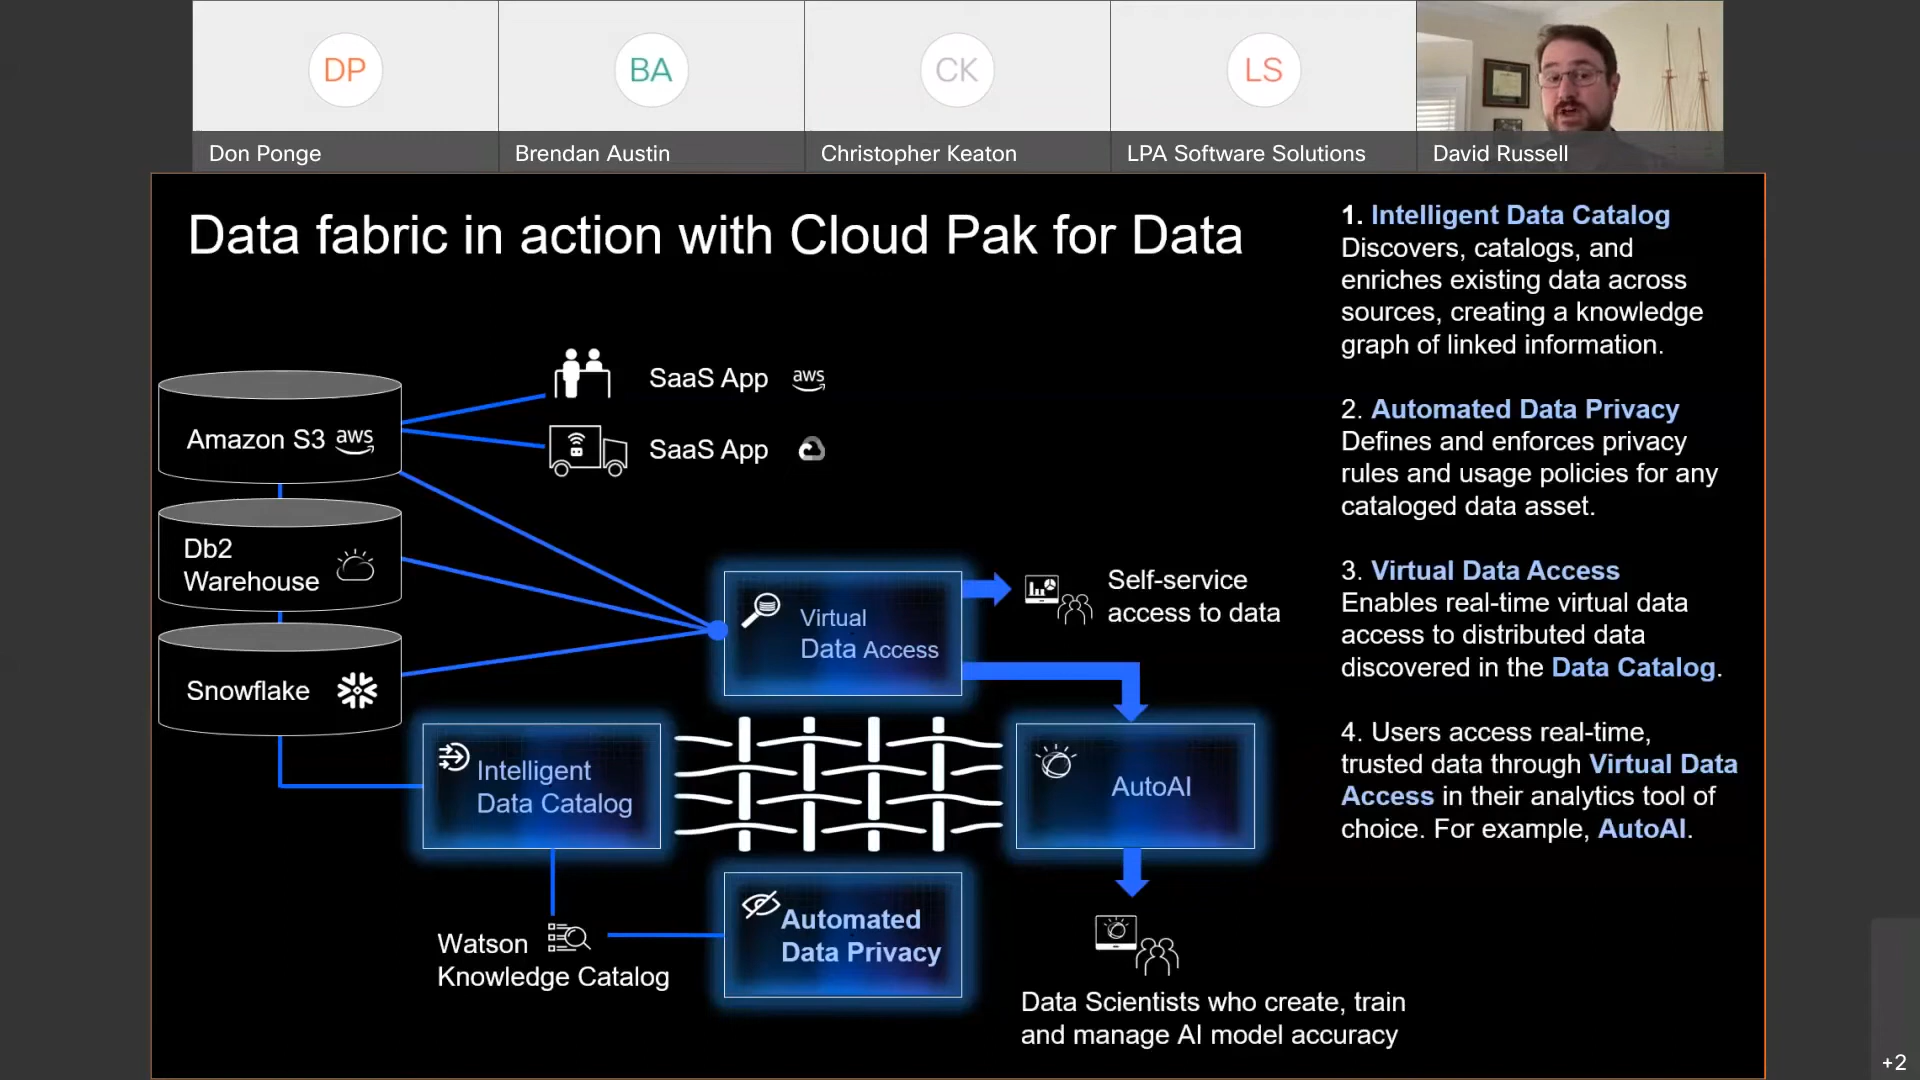 DP
BA
CK
LS
Don Ponge
Brendan Austin
Christopher Keaton
LPA Software Solutions
David Russell
Data fabric in action with Cloud Pak for Data
SaaS App aws
SaaS App
Amazon S3 aws
Db2
Warehouse
Snowflake
Virtual
Data Access
Self-service
access to data
Intelligent
Data Catalog
AutoAI
Watson
Knowledge Catalog
Automated
Data Privacy
Data Scientists who create, train
and manage AI model accuracy
1. Intelligent Data Catalog
Discovers, catalogs, and
enriches existing data across
sources, creating a knowledge
graph of linked information.
2. Automated Data Privacy
Defines and enforces privacy
rules and usage policies for any
cataloged data asset.
3. Virtual Data Access
Enables real-time virtual data
access to distributed data
discovered in the Data Catalog.
4. Users access real-time,
trusted data through Virtual Data
Access in their analytics tool of
choice. For example, AutoAI.
+2